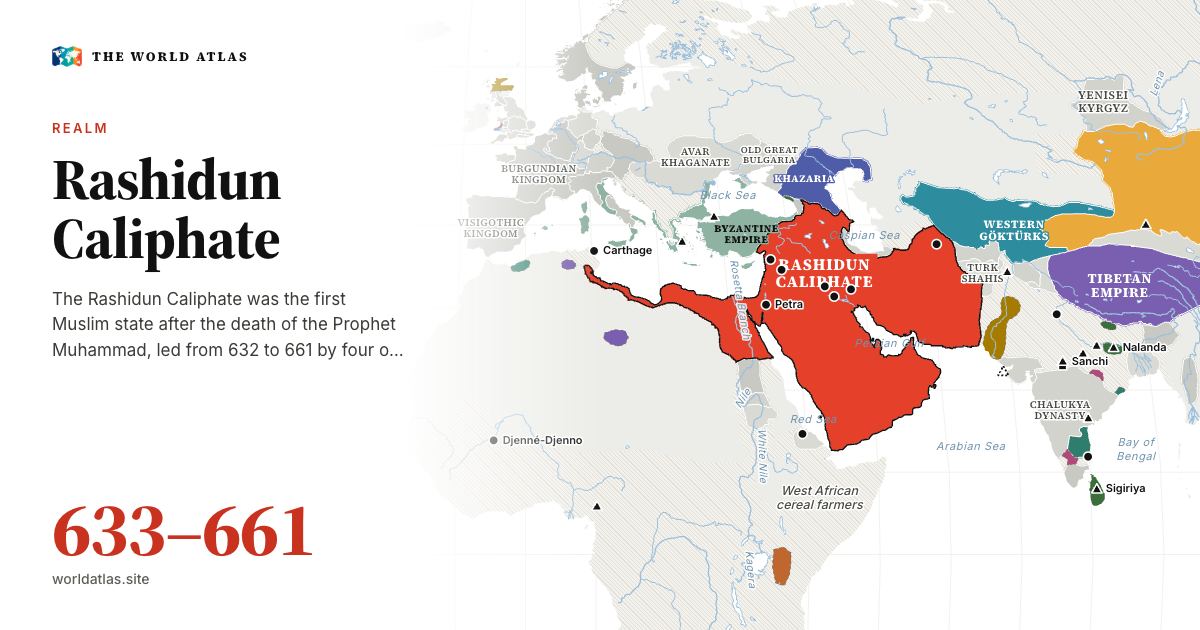 THE WORLD ATLAS
REALM
Rashidun
Caliphate
The Rashidun Caliphate was the first
Muslim state after the death of the Prophet
Muhammad, led from 632 to 661 by four o...
633–661
worldatlas.site
YENISEI
KYRGYZ
Lena
AVAR
KHAGANATE
OLD GREAT
BULGARIA
BURGUNDIAN
KINGDOM
KHAZARIA
Black Sea
VISIGOTHIC
KINGDOM
BYZANTINE
EMPIRE
Caspian Sea
WESTERN
GÖKTÜRKS
Carthage
RASHIDUN
CALIPHATE
TURK
SHAHIS
TIBETAN
EMPIRE
Rosetta Branch
Petra
Persian Gulf
Nalanda
Sanchi
Nile
CHALUKYA
DYNASTY
Red Sea
Djenné-Djenno
White Nile
Arabian Sea
Bay of
Bengal
West African
cereal farmers
Sigiriya
Kagera